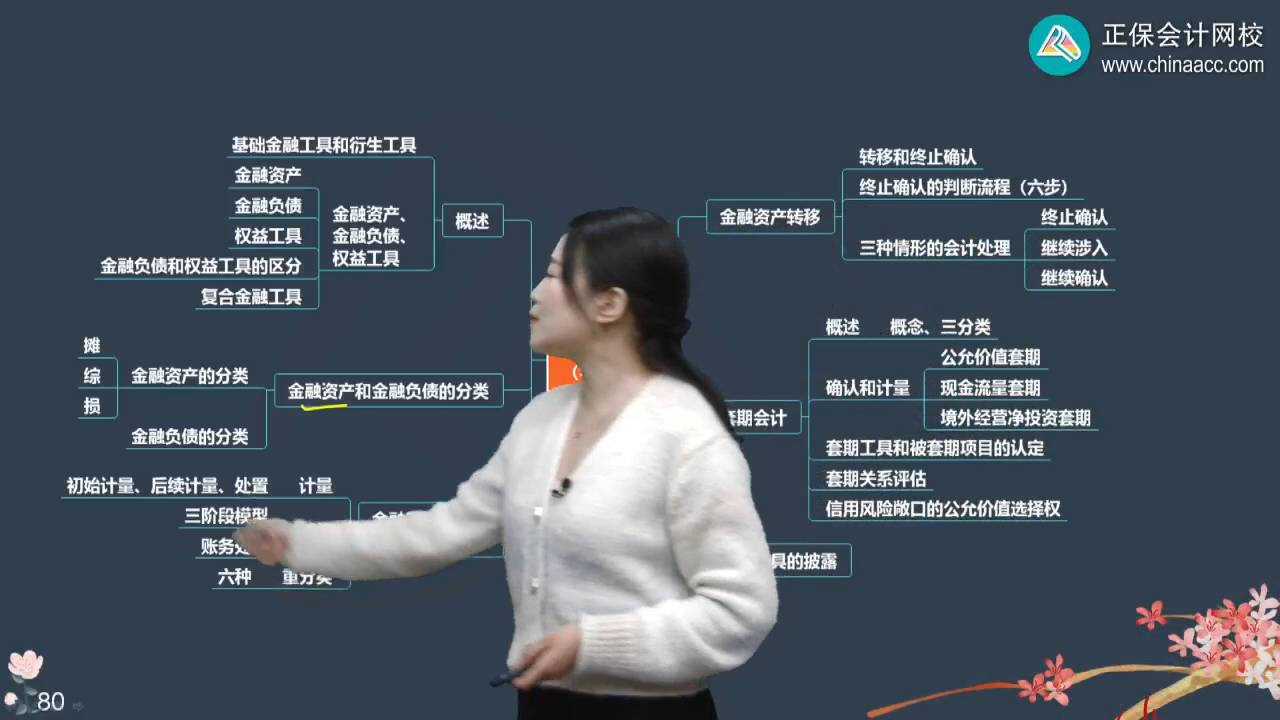 正保会计网校
www.chinaacc.com
基础金融工具和衍生工具
金融资产
金融负债
权益工具
金融负债和权益工具的区分
复合金融工具
金融资产、
金融负债、
权益工具
概述
摊
综
损
金融资产的分类
金融负债的分类
金融资产和金融负债的分类
初始计量、后续计量、处置
计量
三阶段模型
账务处
六种
重分类
转移和终止确认
终止确认的判断流程（六步）
三种情形的会计处理
终止确认
继续涉入
继续确认
金融资产转移
概述
概念、三分类
公允价值套期
确认和计量
现金流量套期
境外经营净投资套期
套期工具和被套期项目的认定
套期关系评估
信用风险敞口的公允价值选择权
期会计
具的披露
80